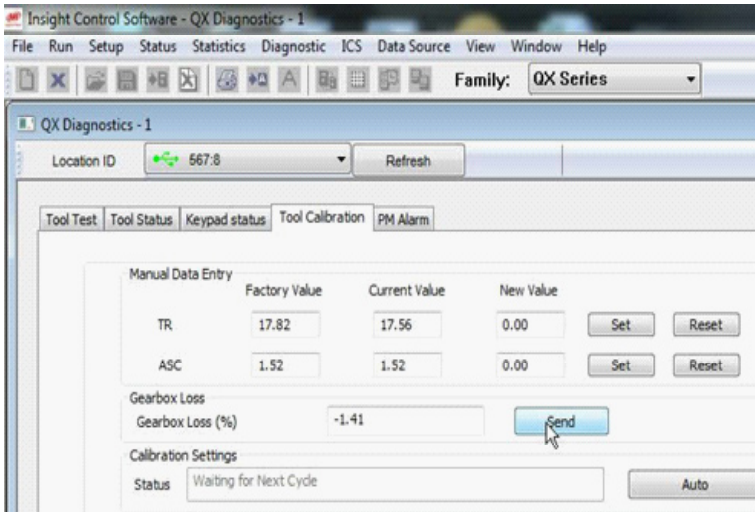 Insight Control Software - QX Diagnostics - 1
File Run Setup Status Statistics Diagnostic ICS Data Source View Window Help
Family: QX Series
QX Diagnostics - 1
Location ID 567:8 Refresh
Tool Test Tool Status Keypad status Tool Calibration PM Alarm
Manual Data Entry
Factory Value Current Value New Value
TR 17.82 17.56 0.00 Set Reset
ASC 1.52 1.52 0.00 Set Reset
Gearbox Loss
Gearbox Loss (%) -1.41 Send
Calibration Settings
Status Waiting for Next Cycle Auto